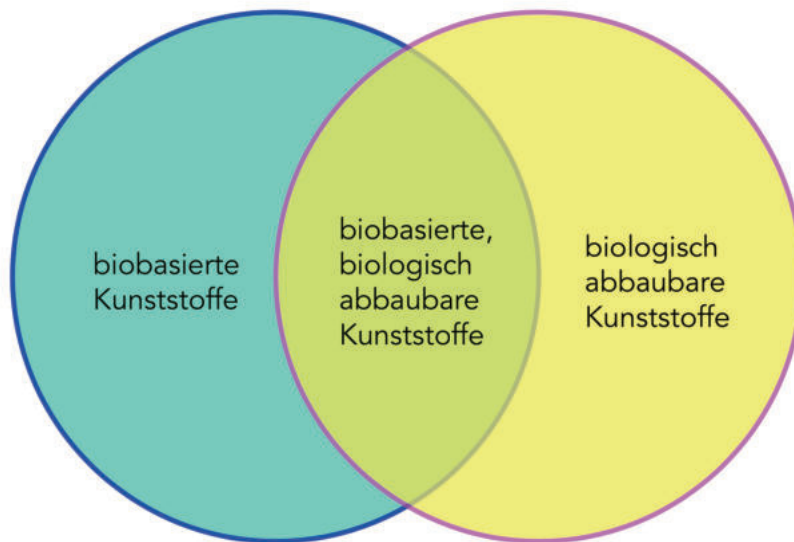 biobasierte
Kunststoffe
biobasierte,
biologisch
abbaubare
Kunststoffe
biologisch
abbaubare
Kunststoffe